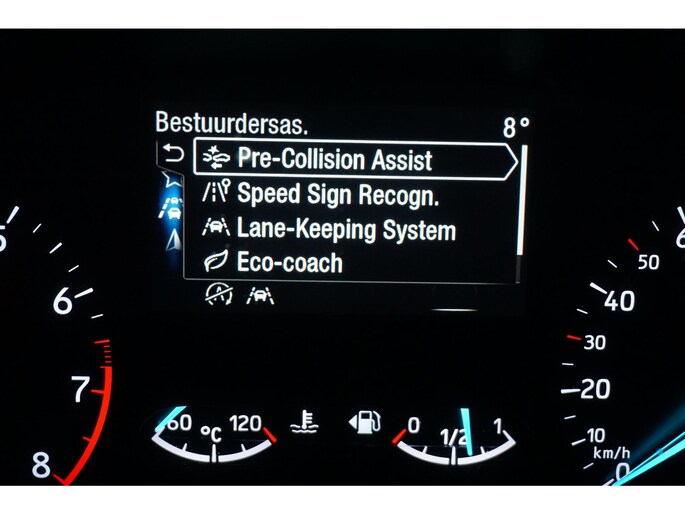 Bestuurdersas. 8°
Pre-Collision Assist
Speed Sign Recogn.
Lane-Keeping System
Eco-coach
5
6
7
8
60 °C 120
0 1/2 1
6
50
40
30
20
10
km/h
0